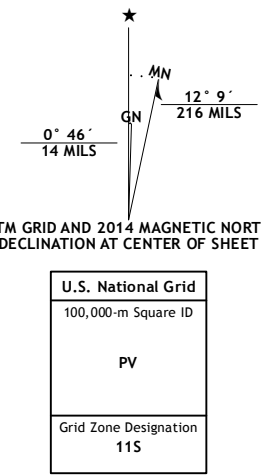 ★
MN
GN
12° 9´
216 MILS
0° 46´
14 MILS
TM GRID AND 2014 MAGNETIC NORT
DECLINATION AT CENTER OF SHEET
U.S. National Grid
100,000-m Square ID
PV
Grid Zone Designation
11S